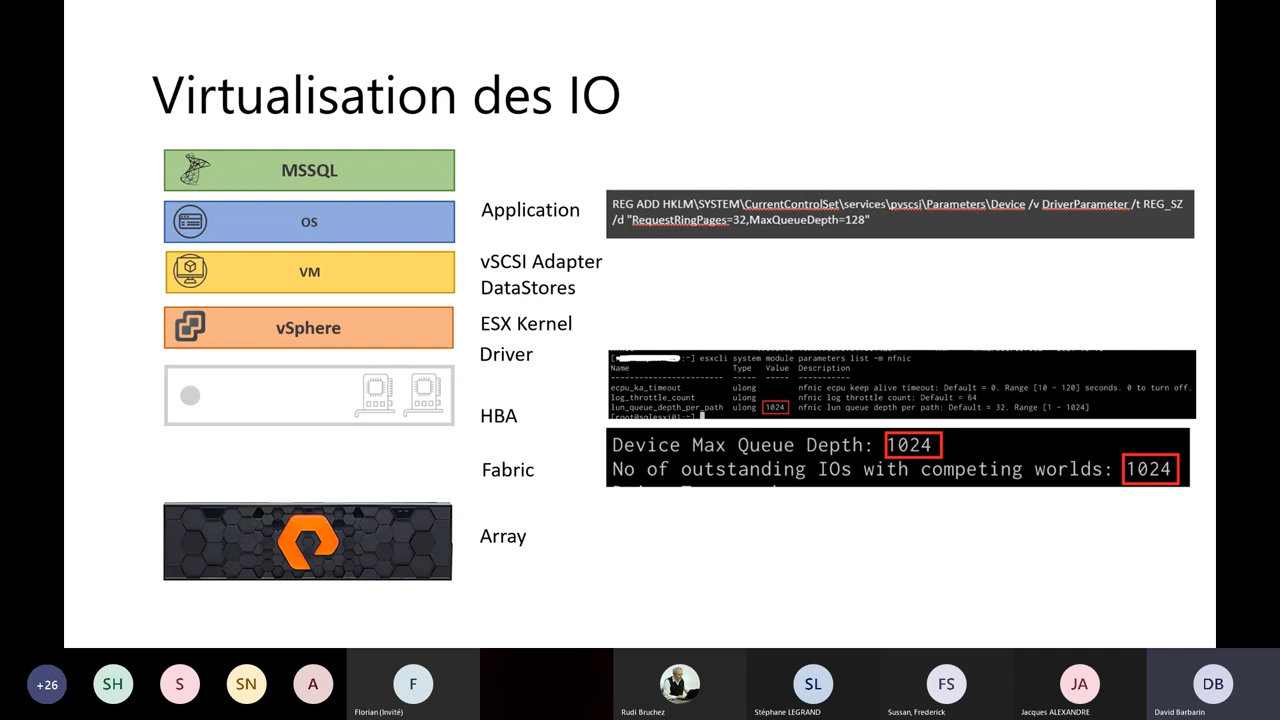 Virtualisation des IO
MSSQL
OS
VM
vSphere
Application
vSCSI Adapter
DataStores
ESX Kernel
Driver
HBA
Fabric
Array
REG ADD HKLM\SYSTEM\CurrentControlSet\services\pvscsi\Parameters\Device /v DriverParameter /t REG_SZ
/d "RequestRingPages=32,MaxQueueDepth=128"
:~] esxcli system module parameters list -m nfnic
Name Type Value Description
ecpu_ka_timeout ulong nfnic ecpu keep alive timeout: Default = 0. Range [10 - 120] seconds. 0 to turn off.
log_throttle_count ulong nfnic log throttle count: Default = 64
lun_queue_depth_per_path ulong 1024 nfnic lun queue depth per path: Default = 32. Range [1 - 1024]
[root@sqlesxi01:~]
Device Max Queue Depth: 1024
No of outstanding IOs with competing worlds: 1024
+26
SH
S
SN
A
F
Florian (Invité)
Rudi Bruchez
SL
Stéphane LEGRAND
FS
Sussan, Frederick
JA
Jacques ALEXANDRE
DB
David Barbarin